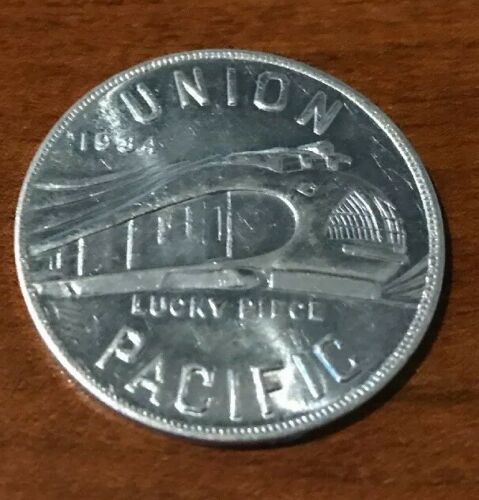 UNION
1934
LUCKY PIECE
PACIFIC